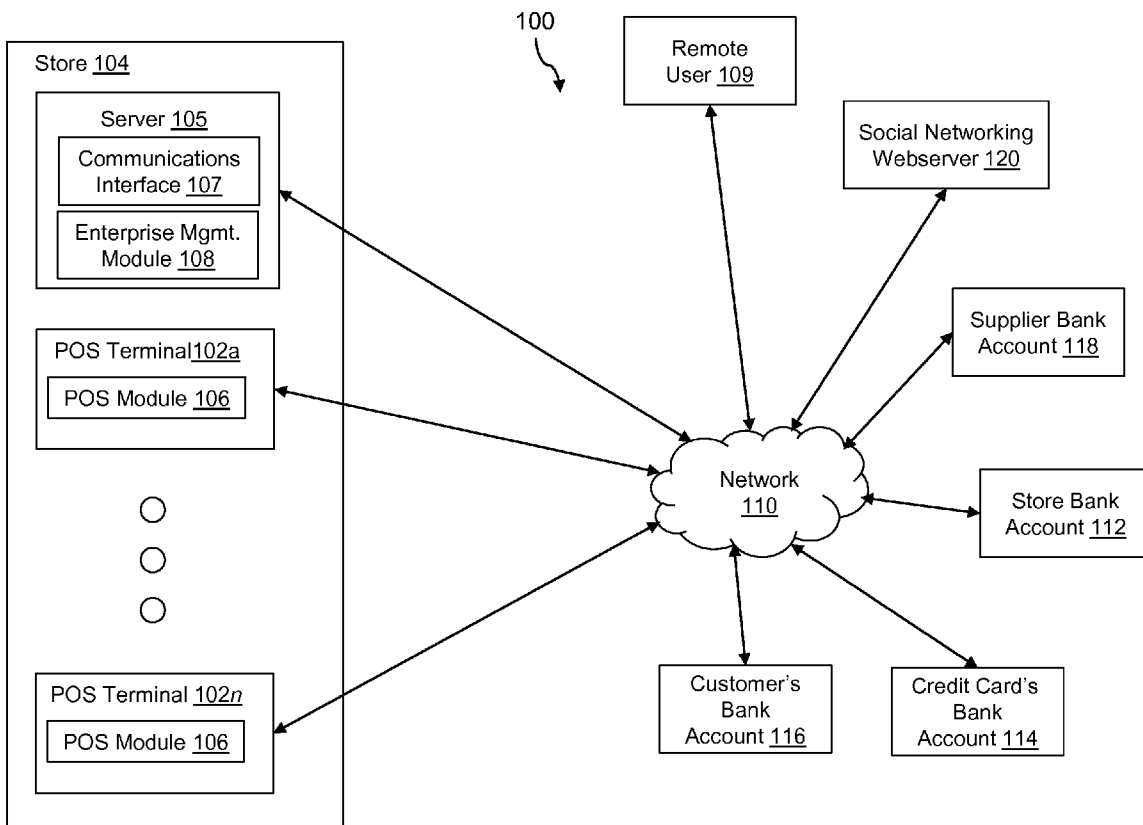 100
Store 104
Server 105
Communications
Interface 107
Enterprise Mgmt.
Module 108
POS Terminal102a
POS Module 106
POS Terminal 102n
POS Module 106
Remote
User 109
Social Networking
Webserver 120
Supplier Bank
Account 118
Network
110
Store Bank
Account 112
Customer's
Bank
Account 116
Credit Card's
Bank
Account 114